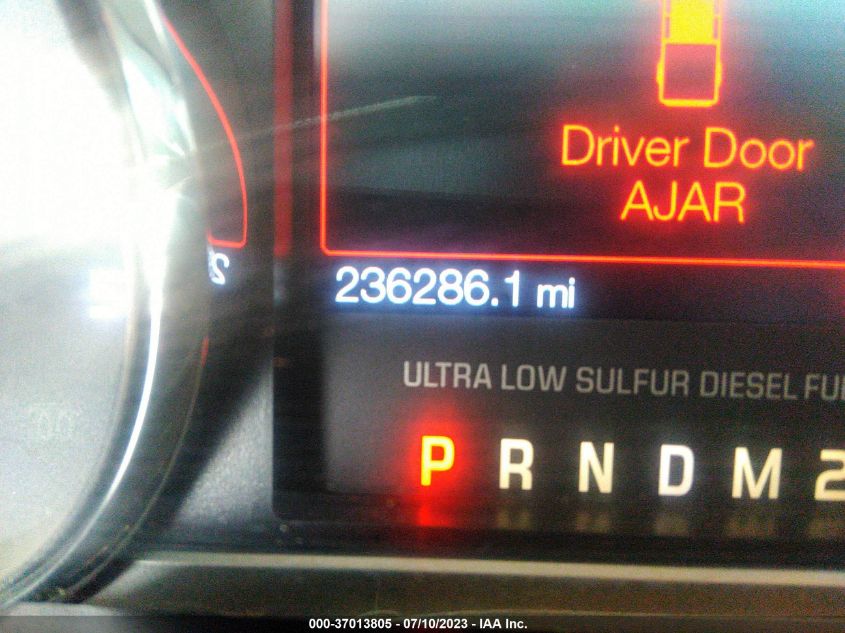 Driver Door
AJAR
236286.1 mi
ULTRA LOW SULFUR DIESEL FU
P R N D M 2
000-37013805 - 07/10/2023 - IAA Inc.